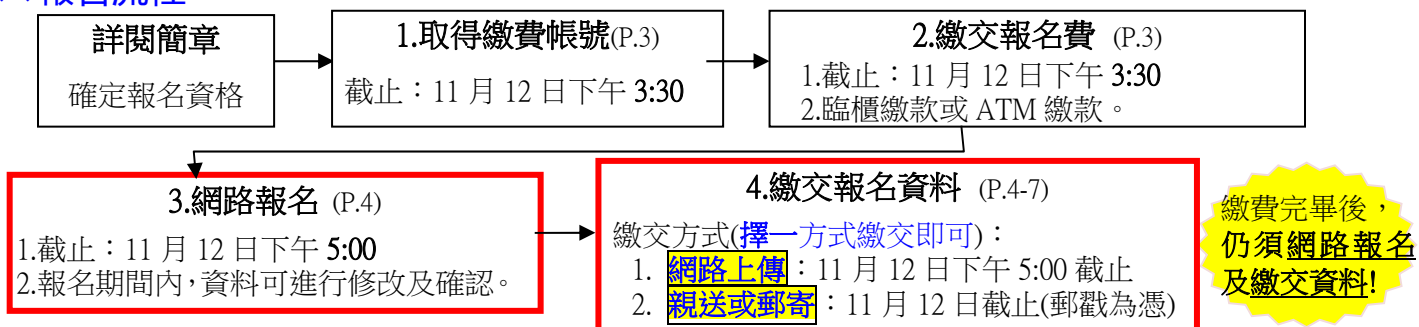 報名流程
詳閱簡章
確定報名資格
1.取得繳費帳號(P.3)
截止：11 月 12 日下午 3:30
2.繳交報名費 (P.3)
1.截止：11 月 12 日下午 3:30
2.臨櫃繳款或 ATM 繳款。
3.網路報名 (P.4)
1.截止：11 月 12 日下午 5:00
2.報名期間內，資料可進行修改及確認。
4.繳交報名資料 (P.4-7)
繳交方式(擇一方式繳交即可)：
1. 網路上傳：11 月 12 日下午 5:00 截止
2. 親送或郵寄：11 月 12 日截止(郵戳為憑)
繳費完畢後，
仍須網路報名
及繳交資料!